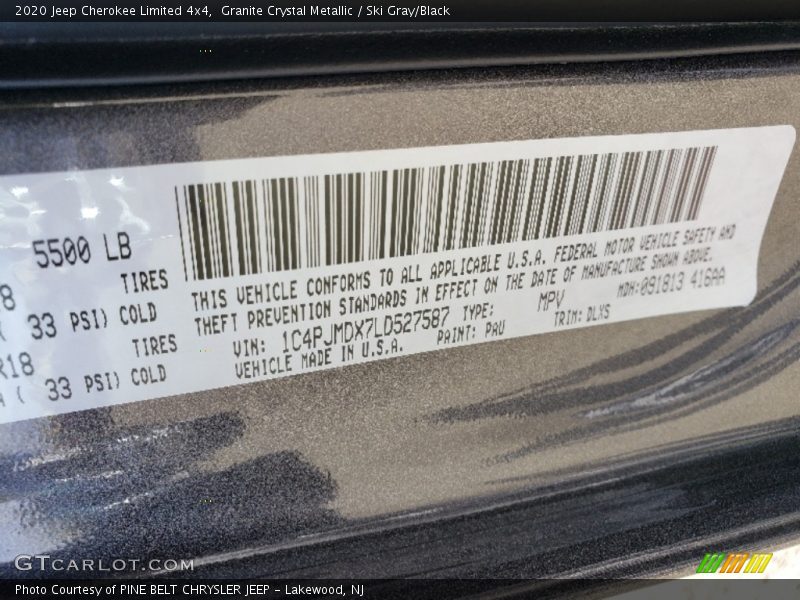 2020 Jeep Cherokee Limited 4x4, Granite Crystal Metallic / Ski Gray/Black
5500 LB
8 TIRES
( 33 PSI) COLD
R18 TIRES
A ( 33 PSI) COLD
THIS VEHICLE CONFORMS TO ALL APPLICABLE U.S.A. FEDERAL MOTOR VEHICLE SAFETY AND
THEFT PREVENTION STANDARDS IN EFFECT ON THE DATE OF MANUFACTURE SHOWN ABOVE.
VIN: 1C4PJMDX7LD527587 TYPE: MPV MDH:091813 416AA
VEHICLE MADE IN U.S.A. PAINT: PAU TRIM: DLXS
GTCARLOT.COM
Photo Courtesy of PINE BELT CHRYSLER JEEP - Lakewood, NJ